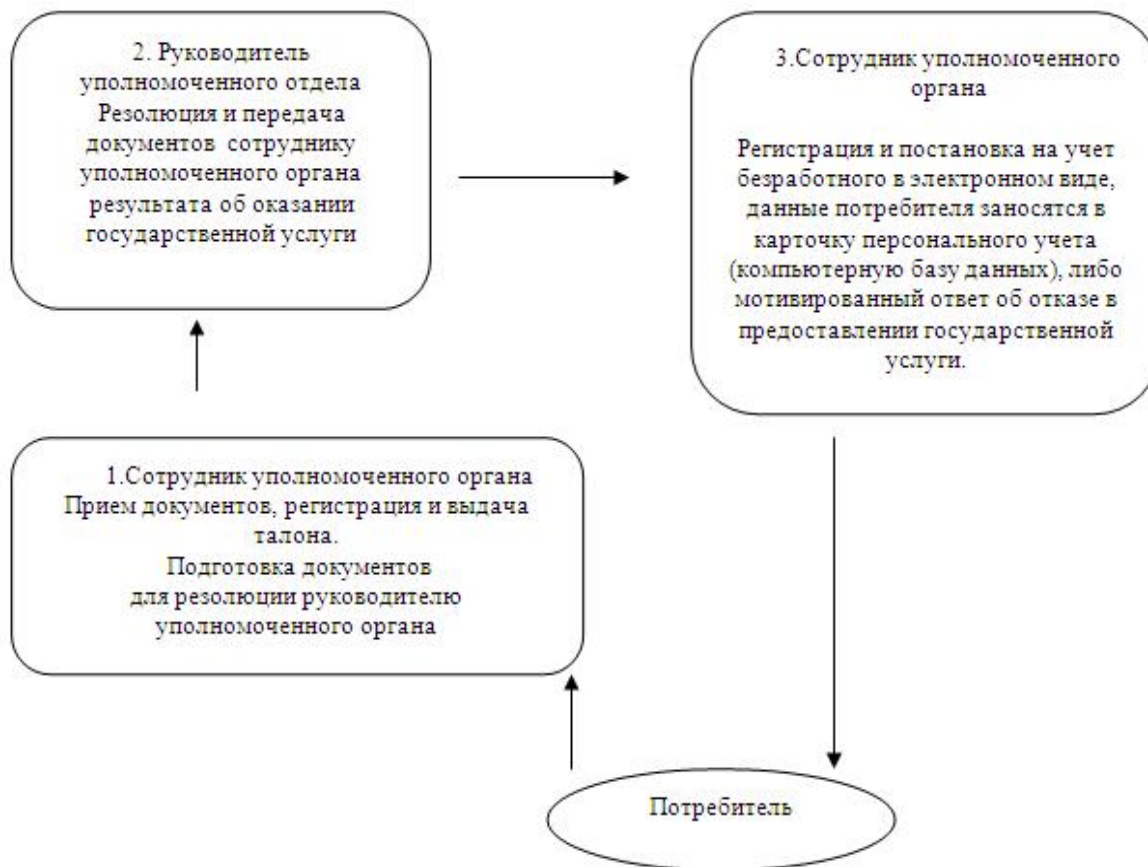 2. Руководитель
уполномоченного отдела
Резолюция и передача
документов сотруднику
уполномоченного органа
результата об оказании
государственной услуги
3.Сотрудник уполномоченного
органа
Регистрация и постановка на учет
безработного в электронном виде,
данные потребителя заносятся в
карточку персонального учета
(компьютерную базу данных), либо
мотивированный ответ об отказе в
предоставлении государственной
услуги.
1.Сотрудник уполномоченного органа
Прием документов, регистрация и выдача
талона.
Подготовка документов
для резолюции руководителю
уполномоченного органа
Потребитель